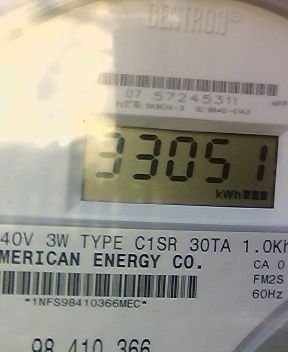 CENTRON®
07 57245311
33051
kWh
40V 3W TYPE C1SR 30TA 1.0Kh
MERICAN ENERGY CO.
CA 0
FM2S
*1NFS98410366MEC*
60Hz
98 410 366